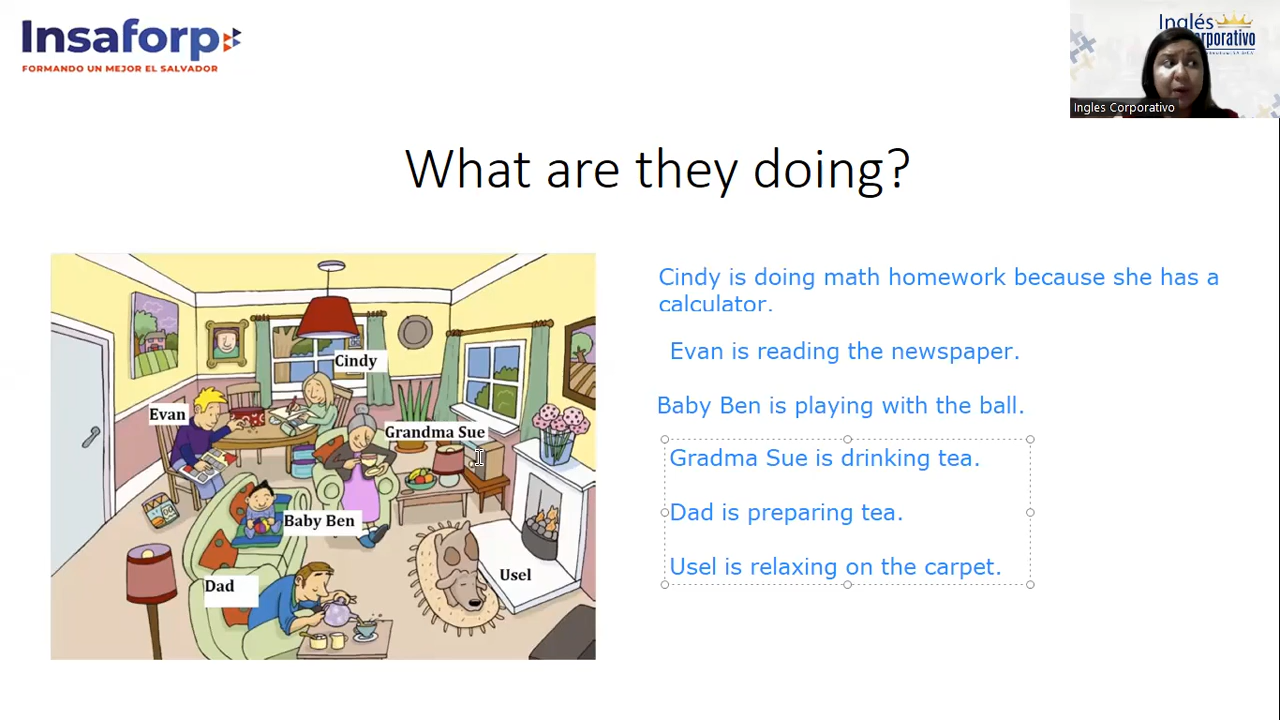 Insaforp
FORMANDO UN MEJOR EL SALVADOR
Inglés
Corporativo
Ingles Corporativo
What are they doing?
Cindy
Evan
Grandma Sue
Baby Ben
Usel
Dad
Cindy is doing math homework because she has a
calculator.
Evan is reading the newspaper.
Baby Ben is playing with the ball.
Gradma Sue is drinking tea.
Dad is preparing tea.
Usel is relaxing on the carpet.